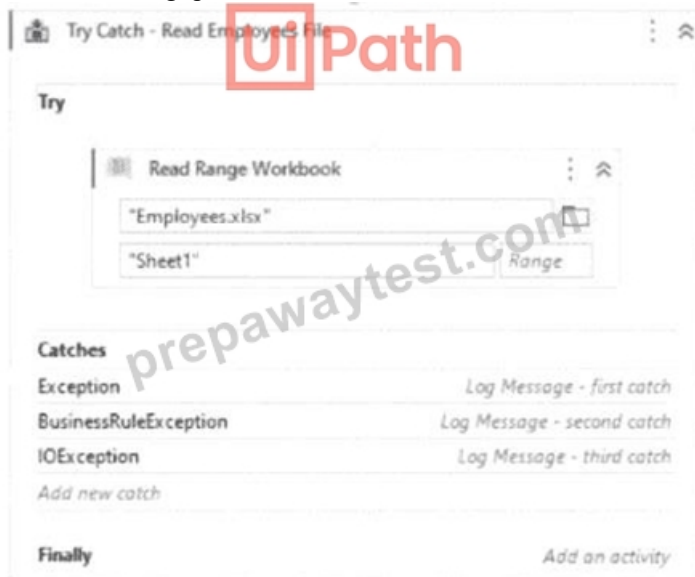 Try Catch - Read Employees File
UiPath
Try
Read Range Workbook
"Employees.xlsx"
"Sheet1"
Range
prepawaytest.com
Catches
Exception
Log Message - first catch
BusinessRuleException
Log Message - second catch
IOException
Log Message - third catch
Add new catch
Finally
Add an activity